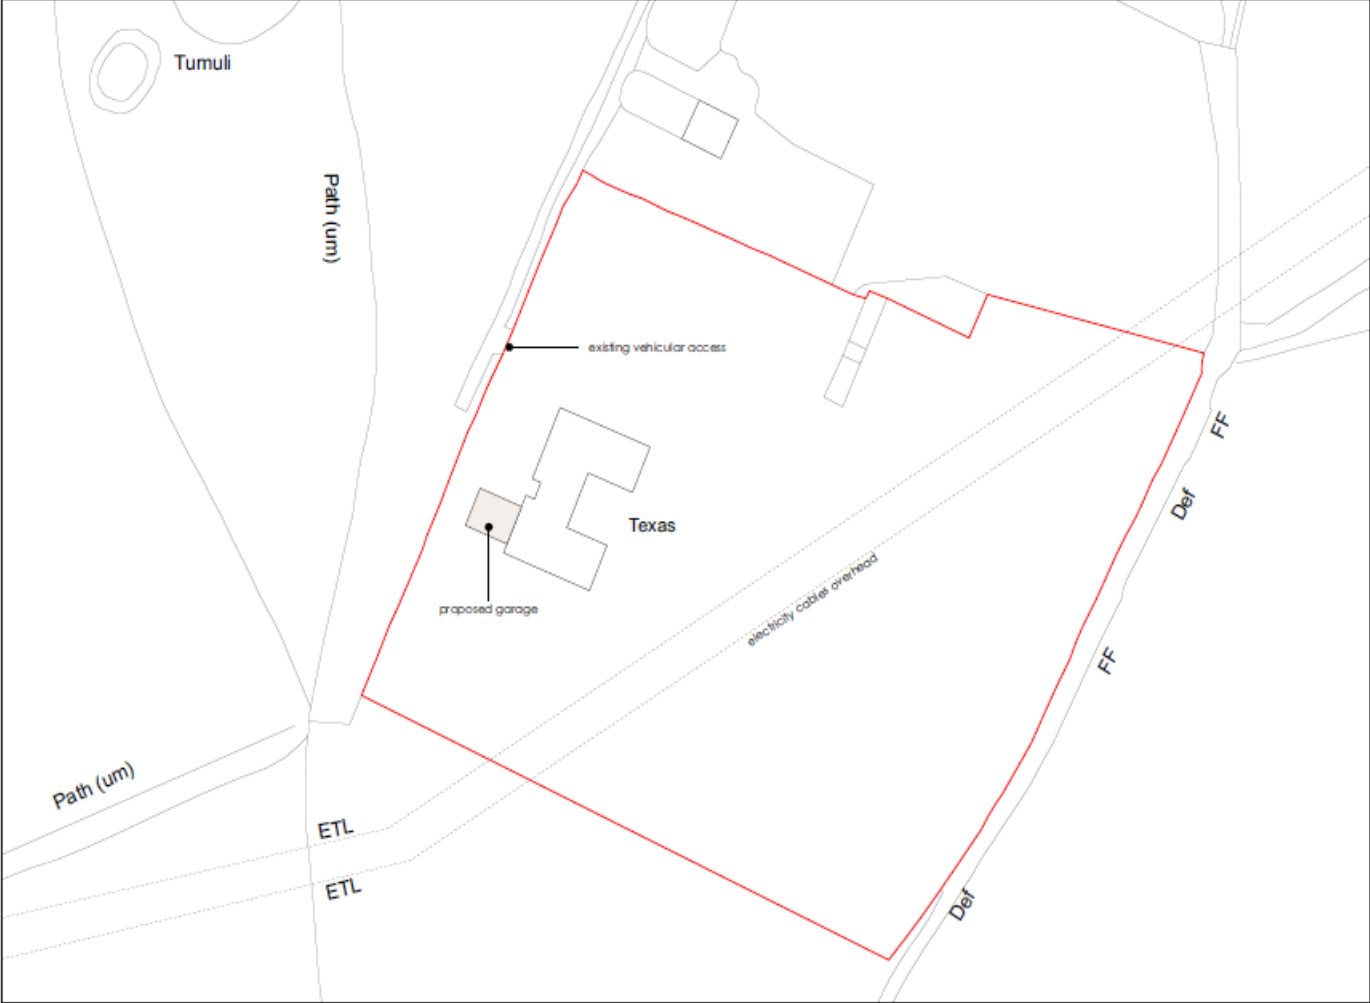 Tumuli
Path (um)
existing vehicular access
FF
Def
Texas
electricity cables overhead
proposed garage
FF
Path (um)
ETL
ETL
Def